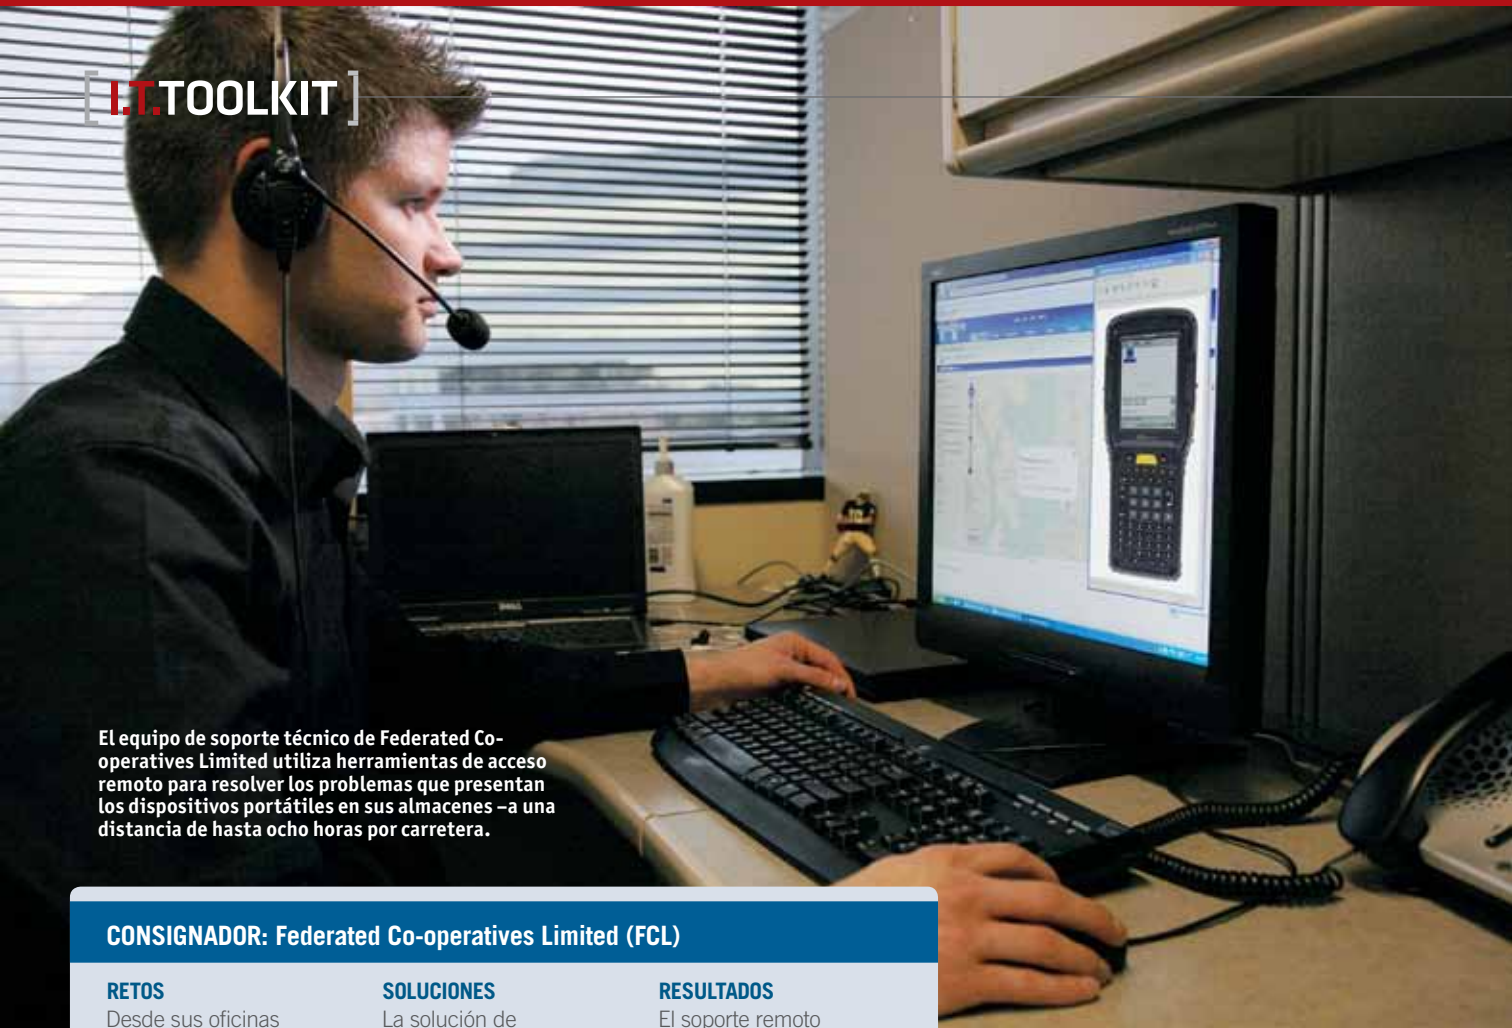 [I.T.TOOLKIT]
El equipo de soporte técnico de Federated Co-
operatives Limited utiliza herramientas de acceso
remoto para resolver los problemas que presentan
los dispositivos portátiles en sus almacenes –a una
distancia de hasta ocho horas por carretera.
CONSIGNADOR: Federated Co-operatives Limited (FCL)
RETOS
Desde sus oficinas
SOLUCIONES
La solución de
RESULTADOS
El soporte remoto
DELL